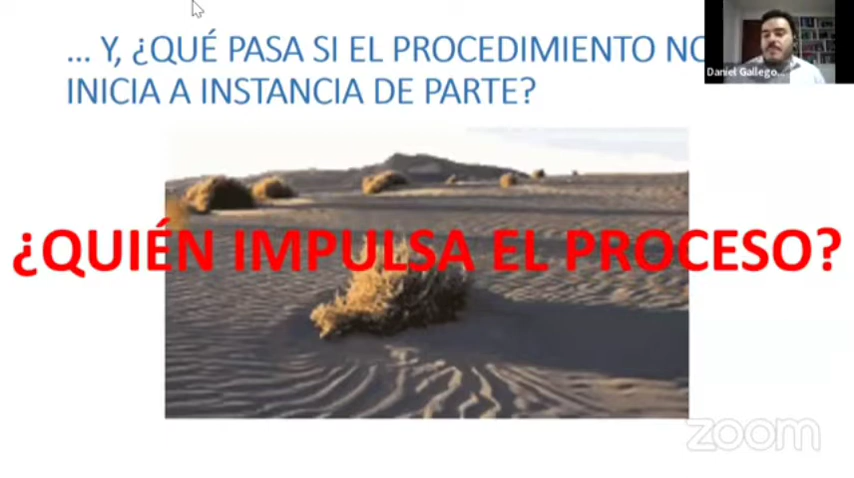 ... Y, ¿QUÉ PASA SI EL PROCEDIMIENTO NO
INICIA A INSTANCIA DE PARTE?
Daniel Gallego...
¿QUIÉN IMPULSA EL PROCESO?
zoom